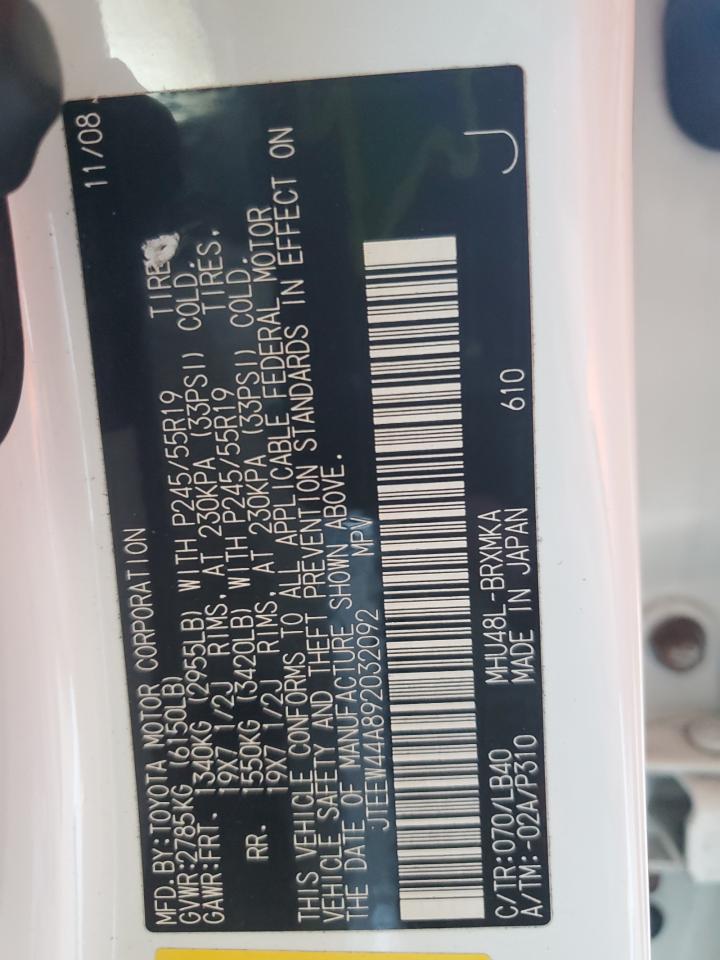 MFD.BY:TOYOTA MOTOR CORPORATION 11/08
GVWR:2785KG (6150LB)
GAWR:FRT. 1340KG (2955LB) WITH P245/55R19 TIRES,
19X7 1/2J RIMS, AT 230KPA (33PSI) COLD.
RR. 1550KG (3420LB) WITH P245/55R19 TIRES,
19X7 1/2J RIMS, AT 230KPA (33PSI) COLD.
THIS VEHICLE CONFORMS TO ALL APPLICABLE FEDERAL MOTOR
VEHICLE SAFETY AND THEFT PREVENTION STANDARDS IN EFFECT ON
THE DATE OF MANUFACTURE SHOWN ABOVE.
JTEEW44A892032092 MPV
C/TR:070/LB40 MHU48L-BRXMKA J
A/TM:-02A/P310 MADE IN JAPAN 610